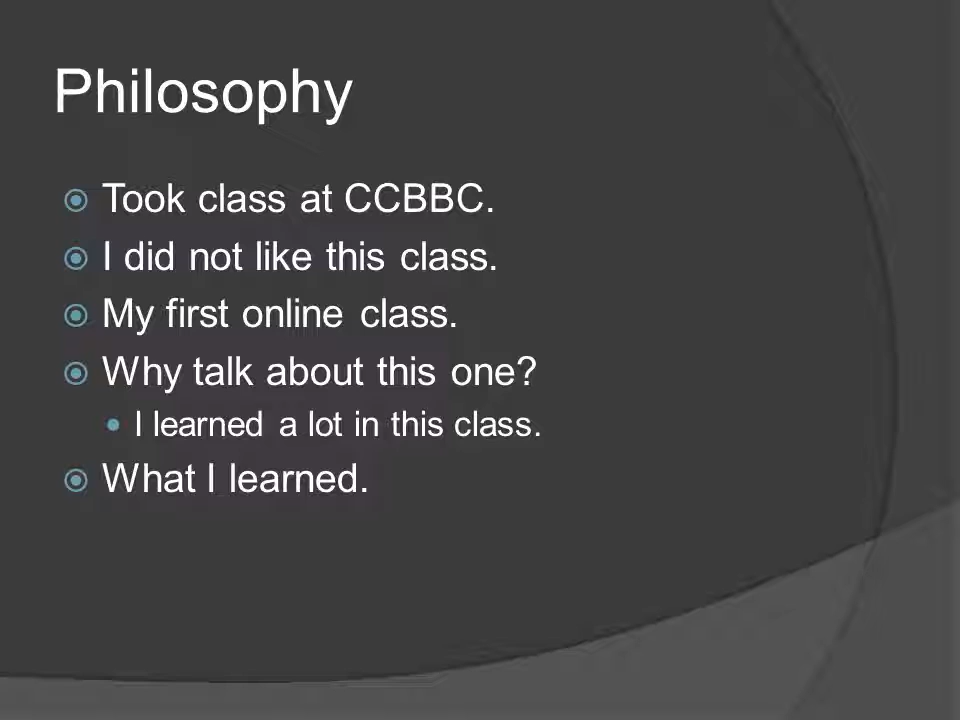 Philosophy
Took class at CCBBC.
I did not like this class.
My first online class.
Why talk about this one?
I learned a lot in this class.
What I learned.